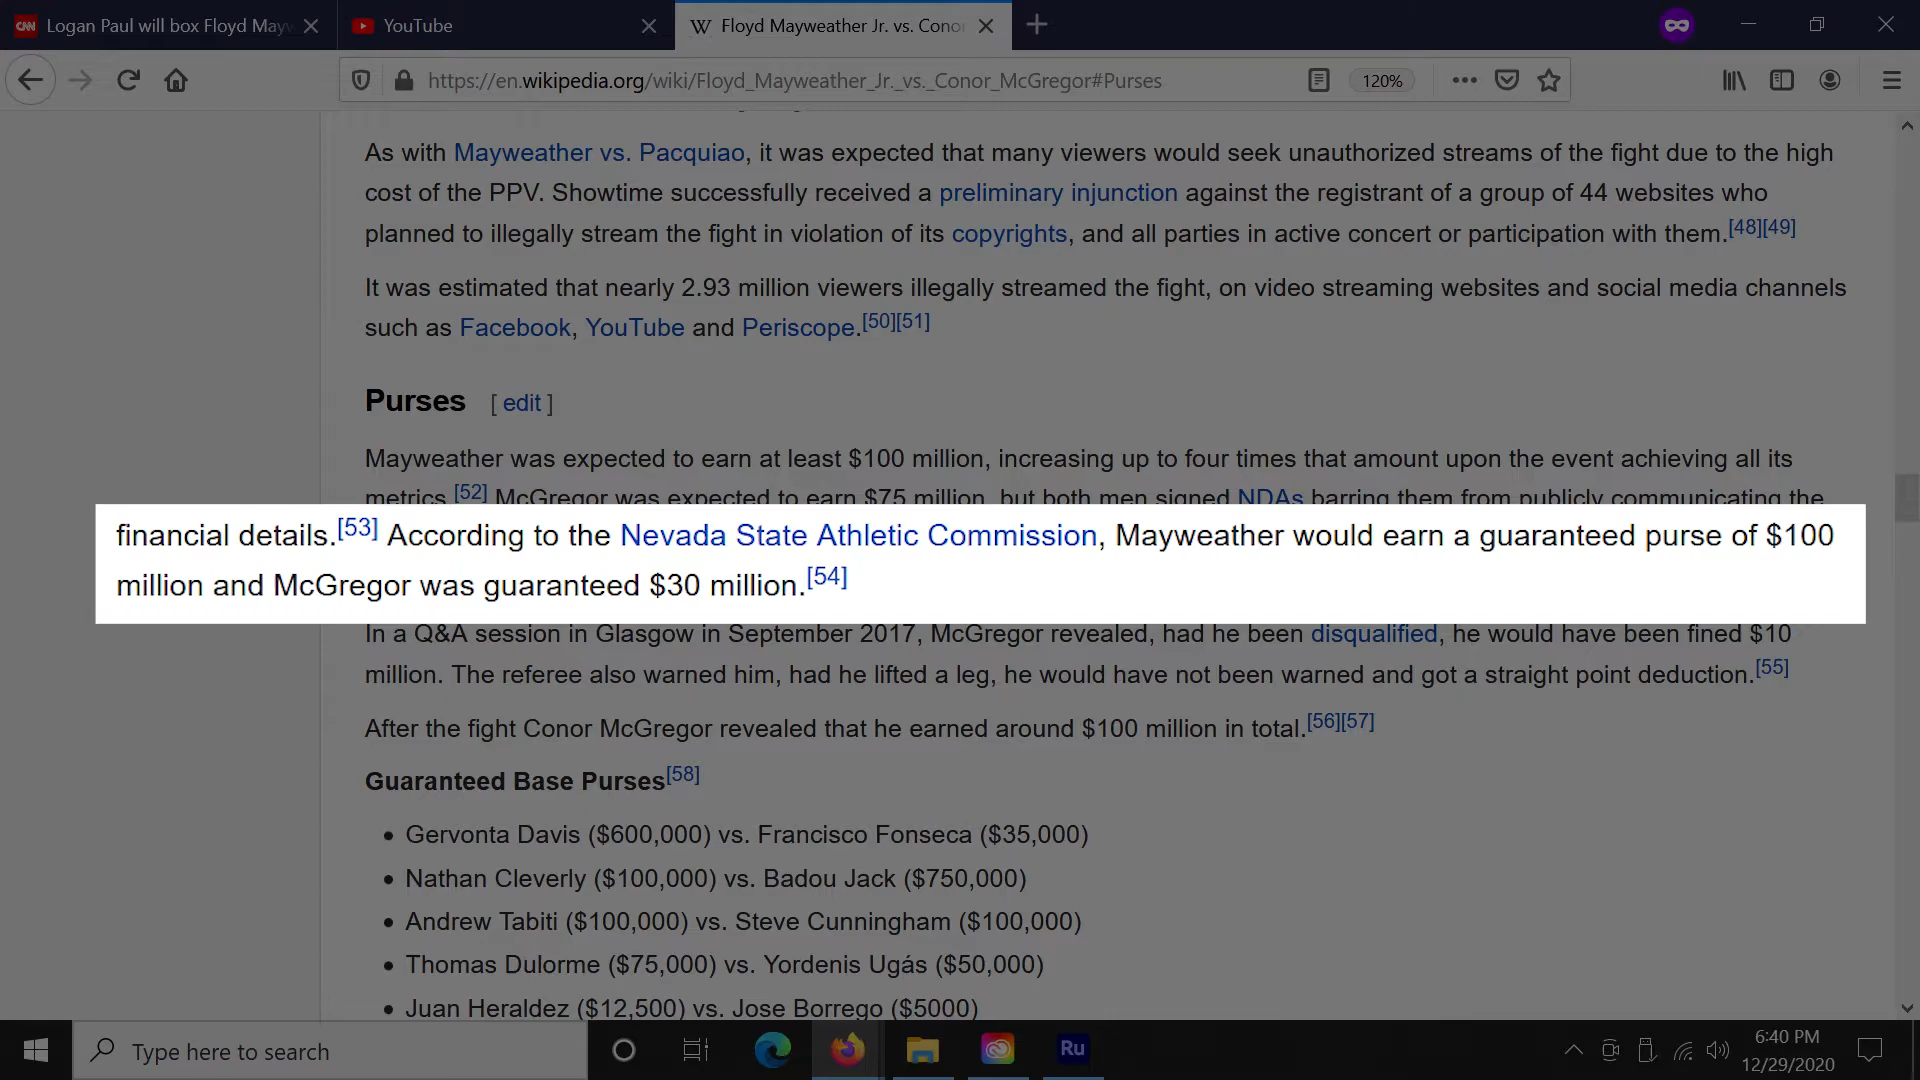 Logan Paul will box Floyd Mayw
YouTube
Floyd Mayweather Jr. vs. Conor
https://en.wikipedia.org/wiki/Floyd_Mayweather_Jr._vs._Conor_McGregor#Purses
120%
As with Mayweather vs. Pacquiao, it was expected that many viewers would seek unauthorized streams of the fight due to the high
cost of the PPV. Showtime successfully received a preliminary injunction against the registrant of a group of 44 websites who
planned to illegally stream the fight in violation of its copyrights, and all parties in active concert or participation with them.[48][49]
It was estimated that nearly 2.93 million viewers illegally streamed the fight, on video streaming websites and social media channels
such as Facebook, YouTube and Periscope.[50][51]
Purses [ edit ]
Mayweather was expected to earn at least $100 million, increasing up to four times that amount upon the event achieving all its
metrics.[52] McGregor was expected to earn $75 million, but both men signed NDAs barring them from publicly communicating the
financial details.[53] According to the Nevada State Athletic Commission, Mayweather would earn a guaranteed purse of $100
million and McGregor was guaranteed $30 million.[54]
In a Q&A session in Glasgow in September 2017, McGregor revealed, had he been disqualified, he would have been fined $10
million. The referee also warned him, had he lifted a leg, he would have not been warned and got a straight point deduction.[55]
After the fight Conor McGregor revealed that he earned around $100 million in total.[56][57]
Guaranteed Base Purses[58]
• Gervonta Davis ($600,000) vs. Francisco Fonseca ($35,000)
• Nathan Cleverly ($100,000) vs. Badou Jack ($750,000)
• Andrew Tabiti ($100,000) vs. Steve Cunningham ($100,000)
• Thomas Dulorme ($75,000) vs. Yordenis Ugás ($50,000)
• Juan Heraldez ($12,500) vs. Jose Borrego ($5000)
Type here to search
Ru
6:40 PM
12/29/2020